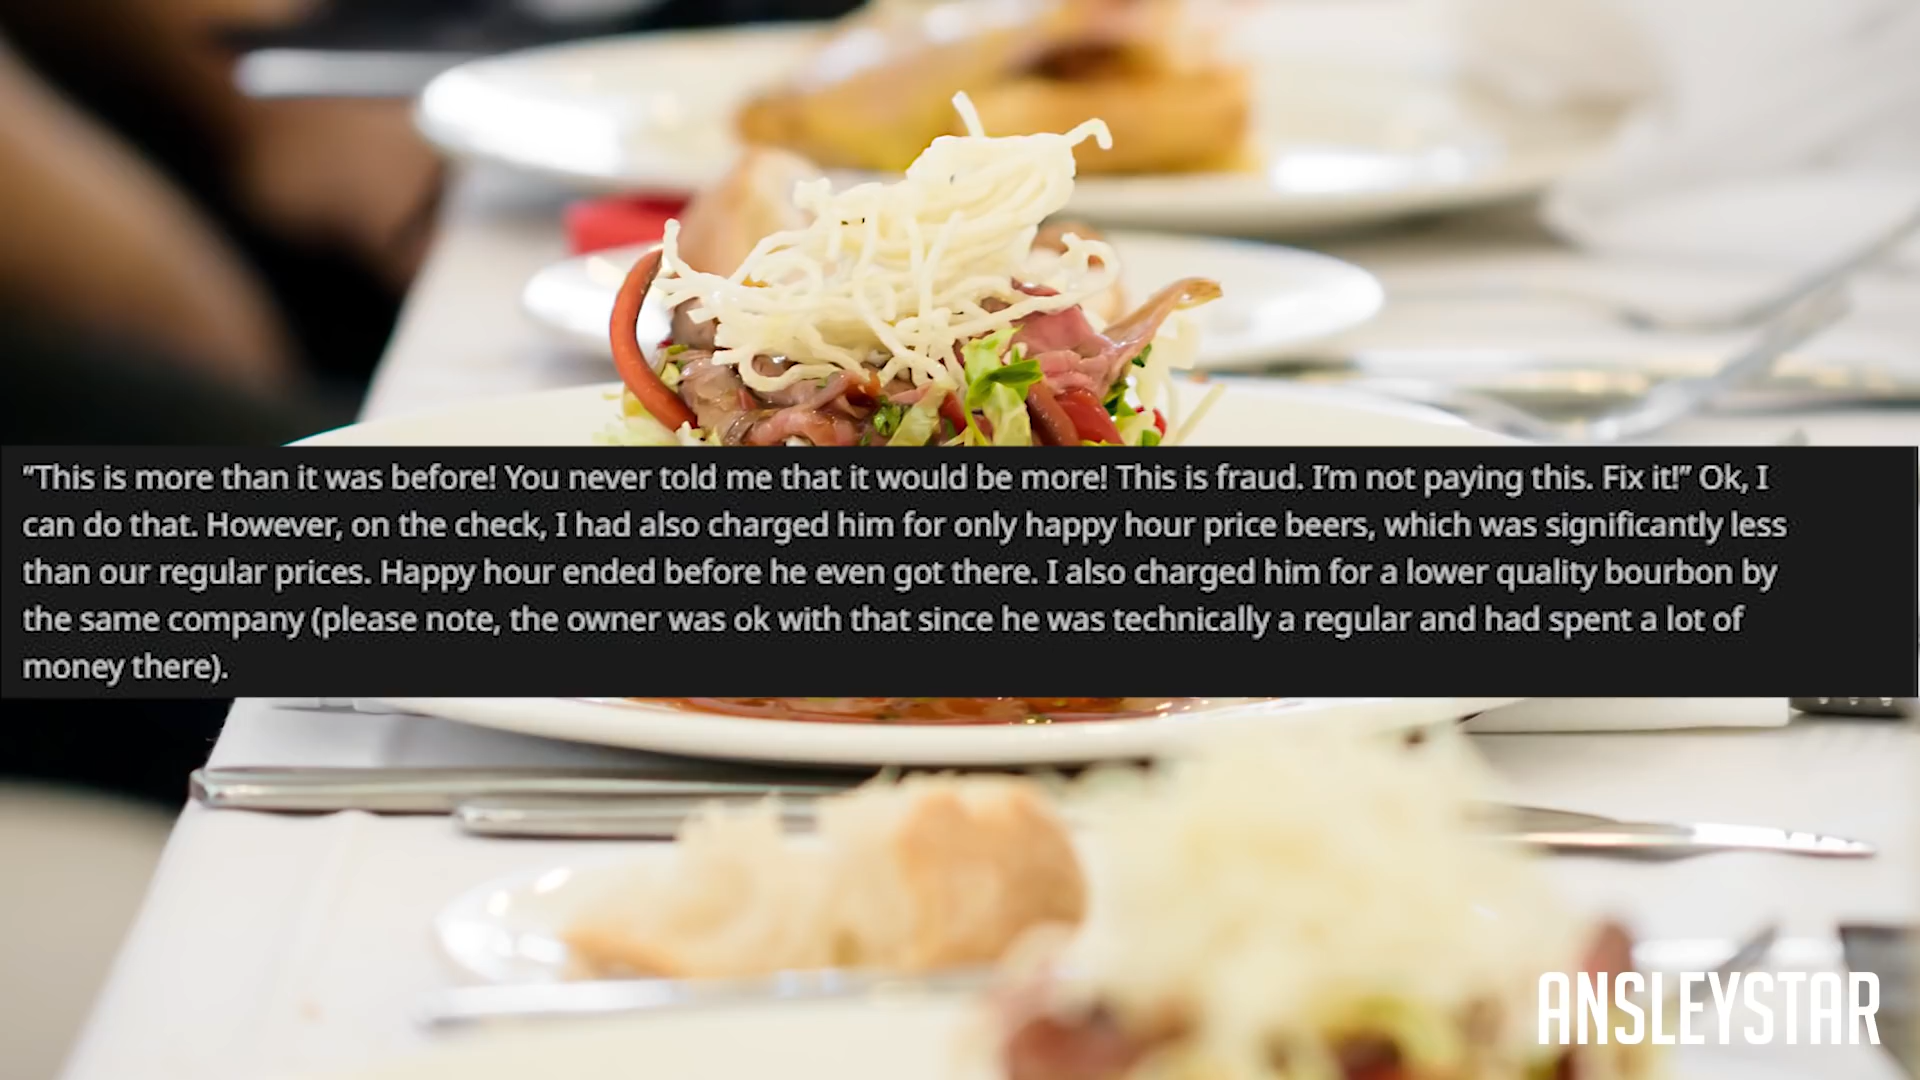 "This is more than it was before! You never told me that it would be more! This is fraud. I'm not paying this. Fix it!" Ok, I
can do that. However, on the check, I had also charged him for only happy hour price beers, which was significantly less
than our regular prices. Happy hour ended before he even got there. I also charged him for a lower quality bourbon by
the same company (please note, the owner was ok with that since he was technically a regular and had spent a lot of
money there).
ANSLEYSTAR